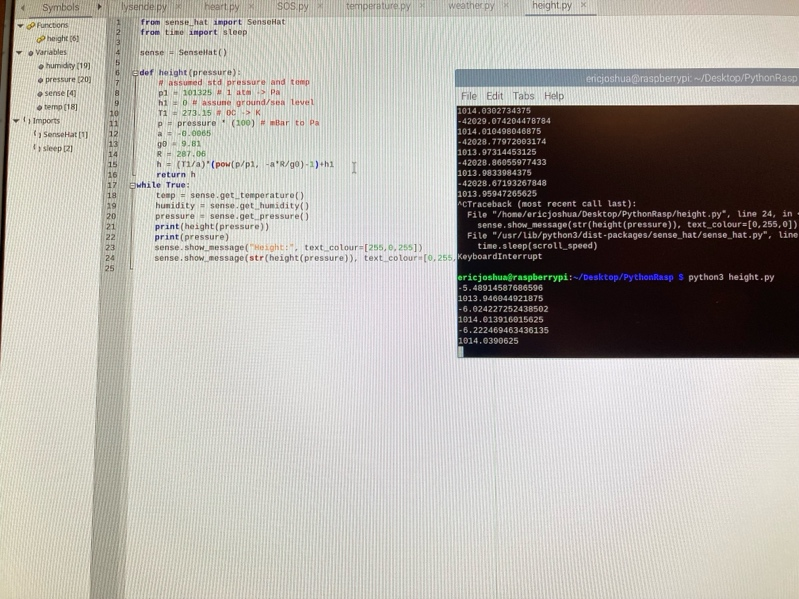 Symbols
lysende.py
heart.py
SOS.py
temperature.py
weather.py
height.py
Functions
height [6]
Variables
humidity [19]
pressure [20]
sense [4]
temp [18]
Imports
SenseHat [1]
sleep [2]
1 from sense_hat import SenseHat
2 from time import sleep
3
4 sense = SenseHat()
5
6 def height(pressure):
7 # assumed std pressure and temp
8 p1 = 101325 # 1 atm -> Pa
9 h1 = 0 # assume ground/sea level
10 T1 = 273.15 # 0C -> K
11 p = pressure * (100) # mBar to Pa
12 a = -0.0065
13 g0 = 9.81
14 R = 287.06
15 h = (T1/a)*(pow(p/p1, -a*R/g0)-1)+h1
16 return h
17 while True:
18 temp = sense.get_temperature()
19 humidity = sense.get_humidity()
20 pressure = sense.get_pressure()
21 print(height(pressure))
22 print(pressure)
23 sense.show_message("Height:", text_colour=[255,0,255])
24 sense.show_message(str(height(pressure)), text_colour=[0,255,
25
ericjoshua@raspberrypi: ~/Desktop/PythonRasp
File Edit Tabs Help
1014.0302734375
-42029.074204478784
1014.010498046875
-42028.77972003174
1013.97314453125
-42028.86055977433
1013.9833984375
-42028.67193267848
1013.95947265625
^CTraceback (most recent call last):
File "/home/ericjoshua/Desktop/PythonRasp/height.py", line 24, in
sense.show_message(str(height(pressure)), text_colour=[0,255,0])
File "/usr/lib/python3/dist-packages/sense_hat/sense_hat.py", line
time.sleep(scroll_speed)
KeyboardInterrupt
ericjoshua@raspberrypi:~/Desktop/PythonRasp $ python3 height.py
-5.48914587686596
1013.946044921875
-6.024227252438502
1014.013916015625
-6.222469463436135
1014.0390625